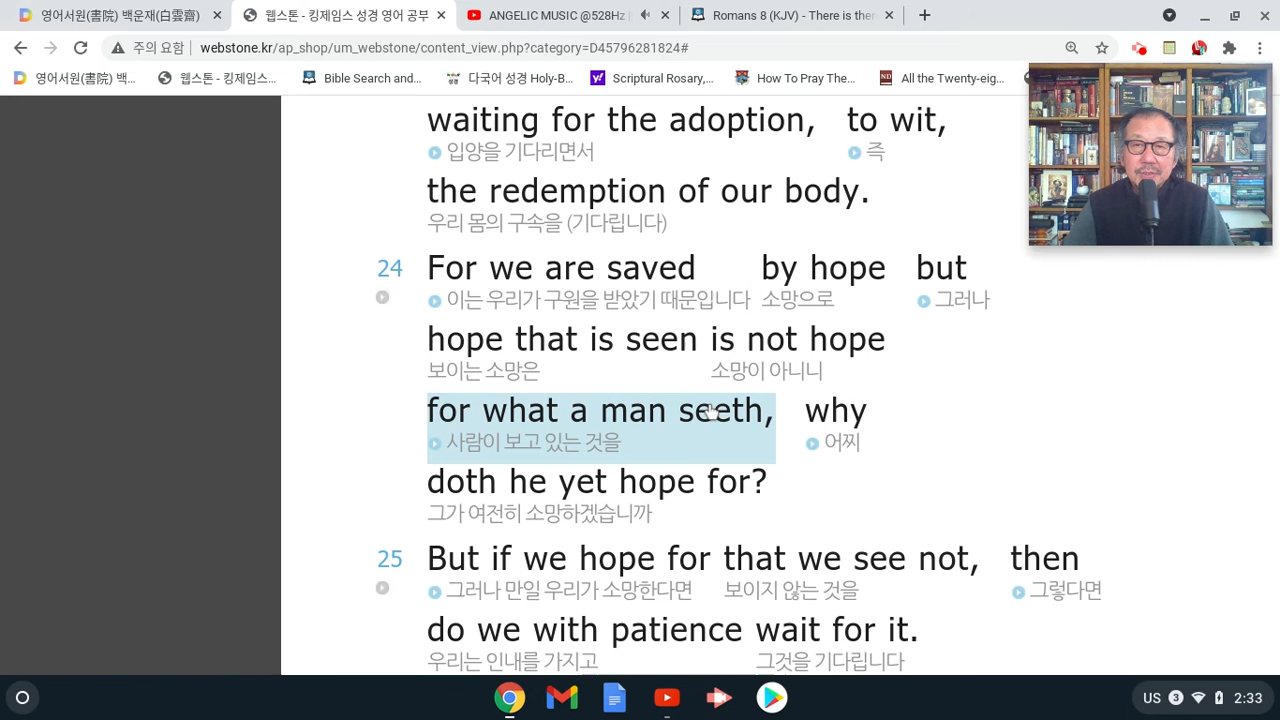 영어서원(書院) 백운재(白雲齋)
웹스톤 - 킹제임스 성경 영어 공부
ANGELIC MUSIC @528Hz
Romans 8 (KJV) - There is ther
주의 요함
webstone.kr/ap_shop/um_webstone/content_view.php?category=D45796281824#
영어서원(書院) 백...
웹스톤 - 킹제임스...
Bible Search and...
다국어 성경 Holy-B...
Scriptural Rosary,...
How To Pray The...
All the Twenty-eig...
waiting for the adoption, to wit,
입양을 기다리면서 즉
the redemption of our body.
우리 몸의 구속을 (기다립니다)
24 For we are saved by hope but
이는 우리가 구원을 받았기 때문입니다 소망으로 그러나
hope that is seen is not hope
보이는 소망은 소망이 아니니
for what a man seeth, why
사람이 보고 있는 것을 어찌
doth he yet hope for?
그가 여전히 소망하겠습니까
25 But if we hope for that we see not, then
그러나 만일 우리가 소망한다면 보이지 않는 것을 그렇다면
do we with patience wait for it.
우리는 인내를 가지고 그것을 기다립니다
US 3 2:33